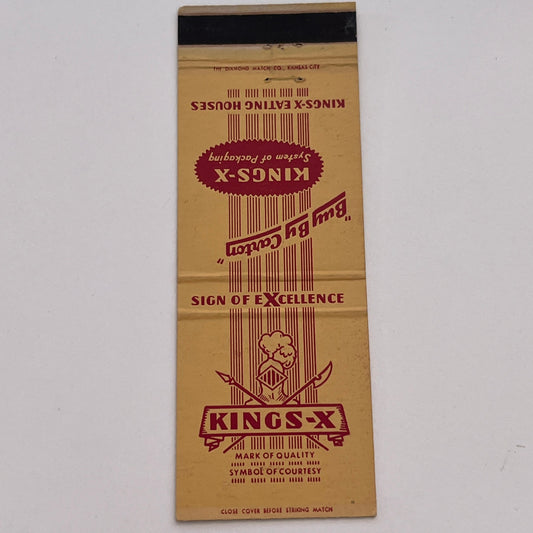 THE DIAMOND MATCH CO., KANSAS CITY
KINGS-X EATING HOUSES
System of Packaging
KINGS-X
"Buy By Carton"
SIGN OF EXCELLENCE
KINGS-X
MARK OF QUALITY
SYMBOL OF COURTESY
CLOSE COVER BEFORE STRIKING MATCH